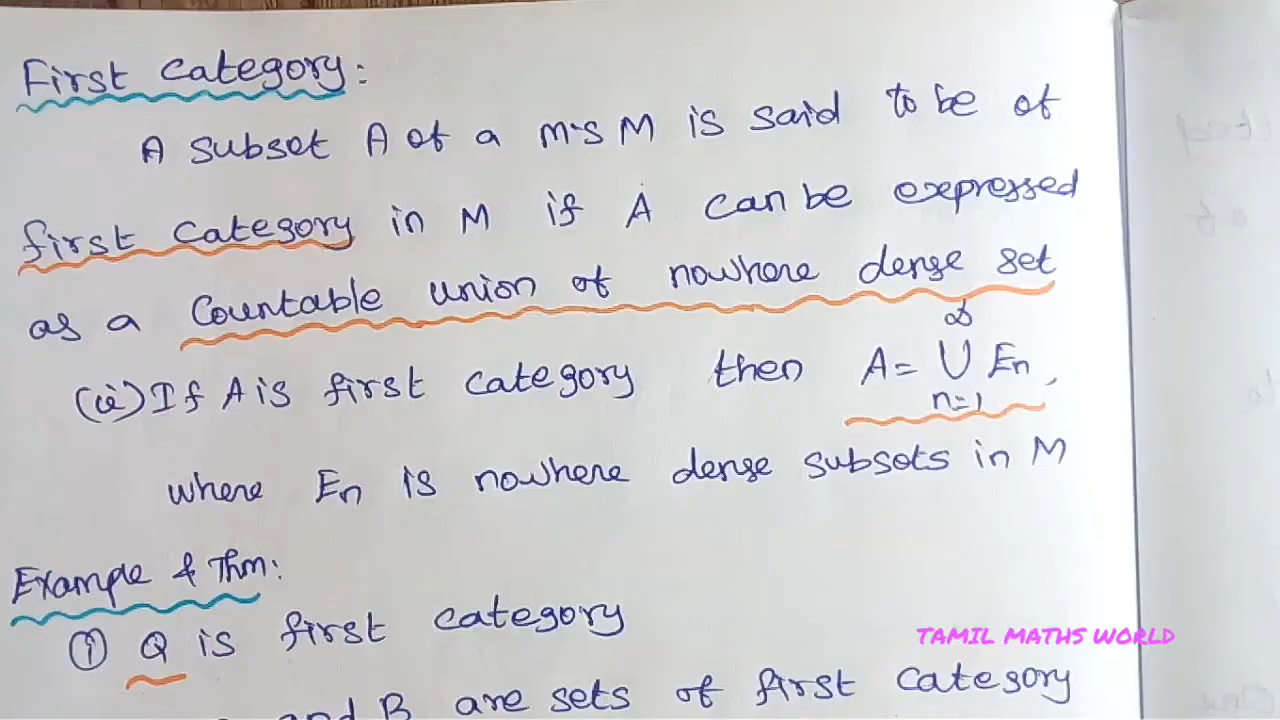 First Category:
A subset A of a M.S M is said to be of
first category in M if A can be expressed
as a Countable union of nowhere dense set
(ie) If A is first category then A = ∞ ⋃ n=1 En,
where En is nowhere dense subsets in M
Example & Thm:
① Q is first category
TAMIL MATHS WORLD
and B are sets of first category